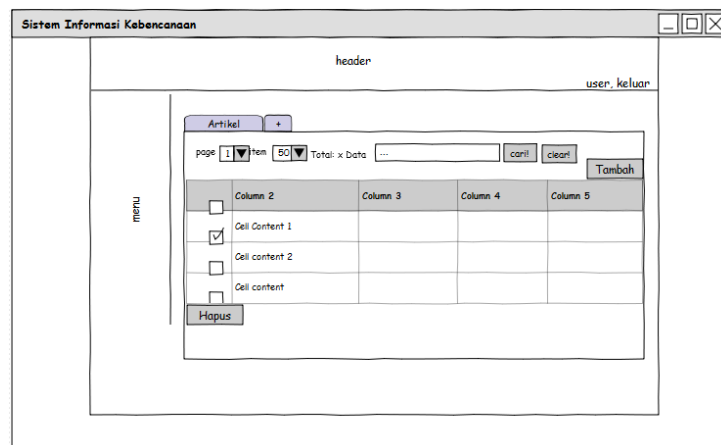 Sistem Informasi Kebencanaan
header
user, keluar
menu
Artikel +
page 1 item 50 Total: x Data ... cari! clear!
Tambah
Column 2 Column 3 Column 4 Column 5
Cell Content 1
Cell content 2
Cell content
Hapus